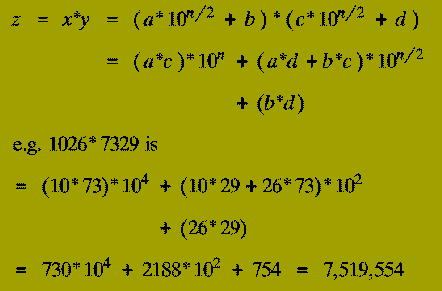 z = x*y = (a*10^{n/2} + b)*(c*10^{n/2} + d)
= (a*c)*10^n + (a*d + b*c)*10^{n/2}
+ (b*d)
e.g. 1026*7329 is
= (10*73)*10^4 + (10*29 + 26*73)*10^2
+ (26*29)
= 730*10^4 + 2188*10^2 + 754 = 7,519,554